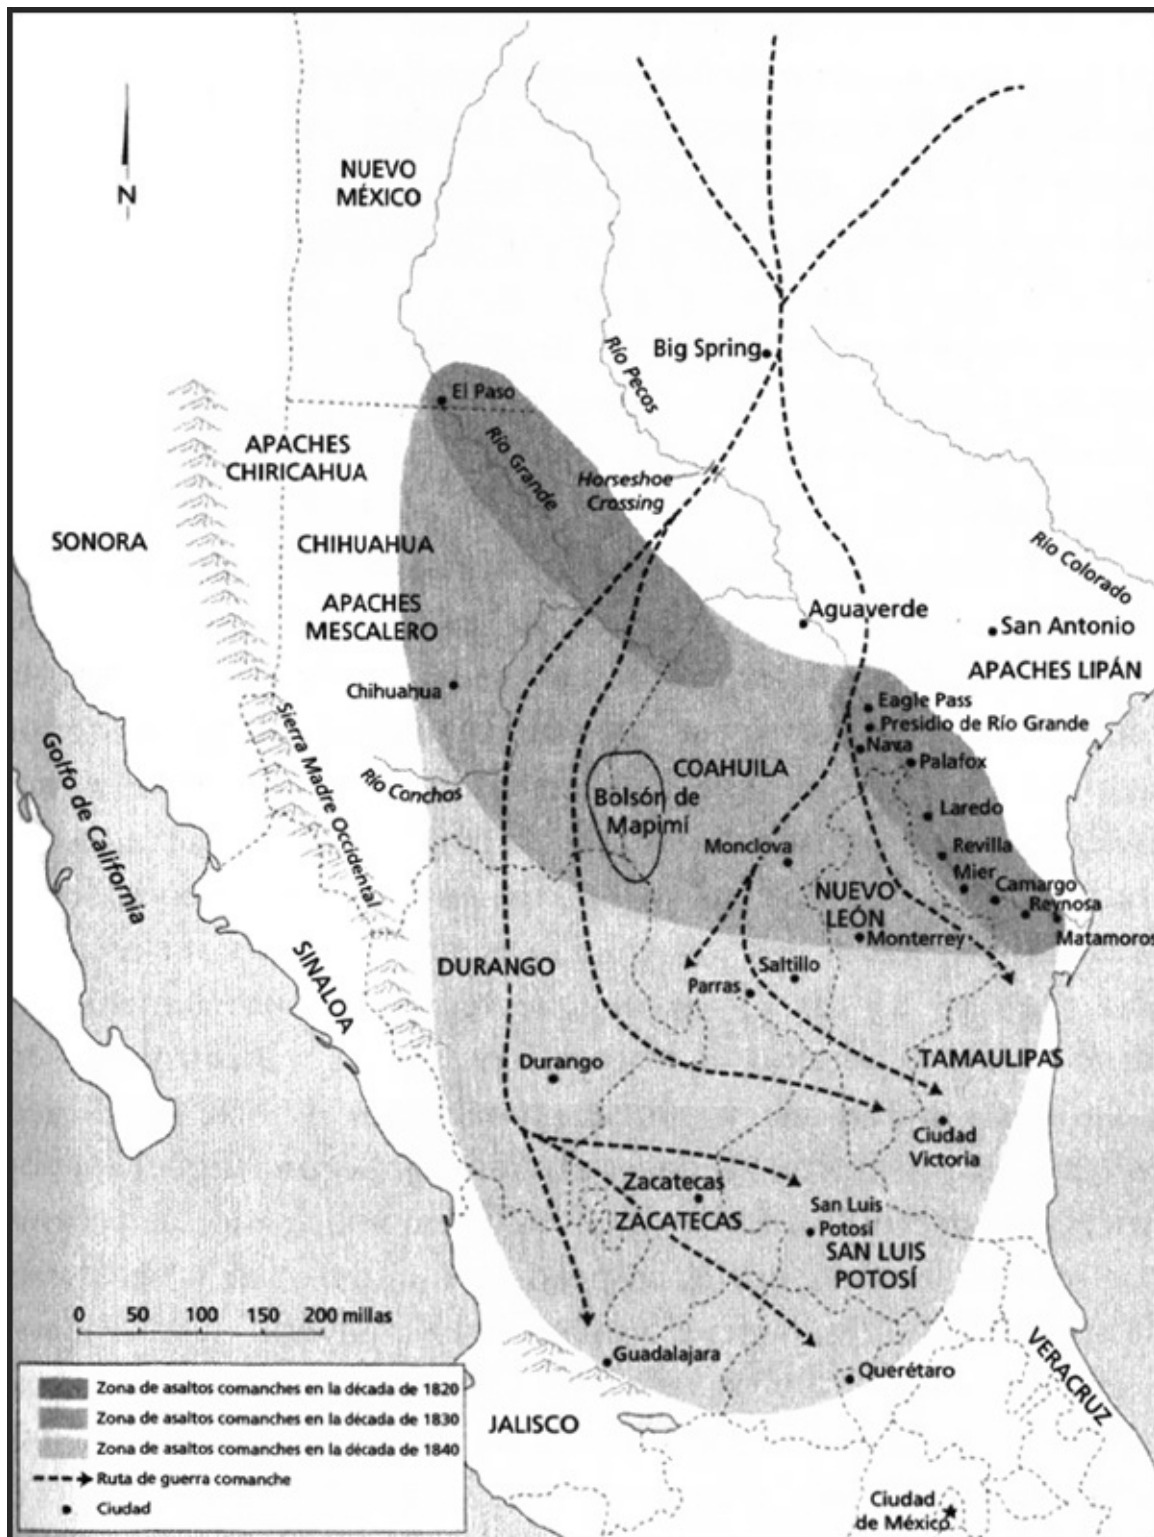 N
NUEVO
MÉXICO
Big Spring
Río Pecos
El Paso
Río Grande
Horseshoe
Crossing
APACHES
CHIRICAHUA
SONORA
CHIHUAHUA
APACHES
MESCALERO
Río Colorado
Aguaverde
San Antonio
APACHES LIPÁN
Chihuahua
Eagle Pass
Presidio de Río Grande
Nava
Palafox
Sierra Madre Occidental
Golfo de California
Río Conchos
COAHUILA
Bolsón de
Mapimí
Laredo
Monclova
Revilla
Mier
Camargo
Reynosa
Matamoros
NUEVO
LEÓN
Monterrey
SINALOA
DURANGO
Saltillo
Parras
Durango
TAMAULIPAS
Ciudad
Victoria
Zacatecas
ZACATECAS
San Luis
Potosí
SAN LUIS
POTOSÍ
0 50 100 150 200 millas
Guadalajara
Querétaro
VERACRUZ
JALISCO
Ciudad
de México
Zona de asaltos comanches en la década de 1820
Zona de asaltos comanches en la década de 1830
Zona de asaltos comanches en la década de 1840
Ruta de guerra comanche
Ciudad